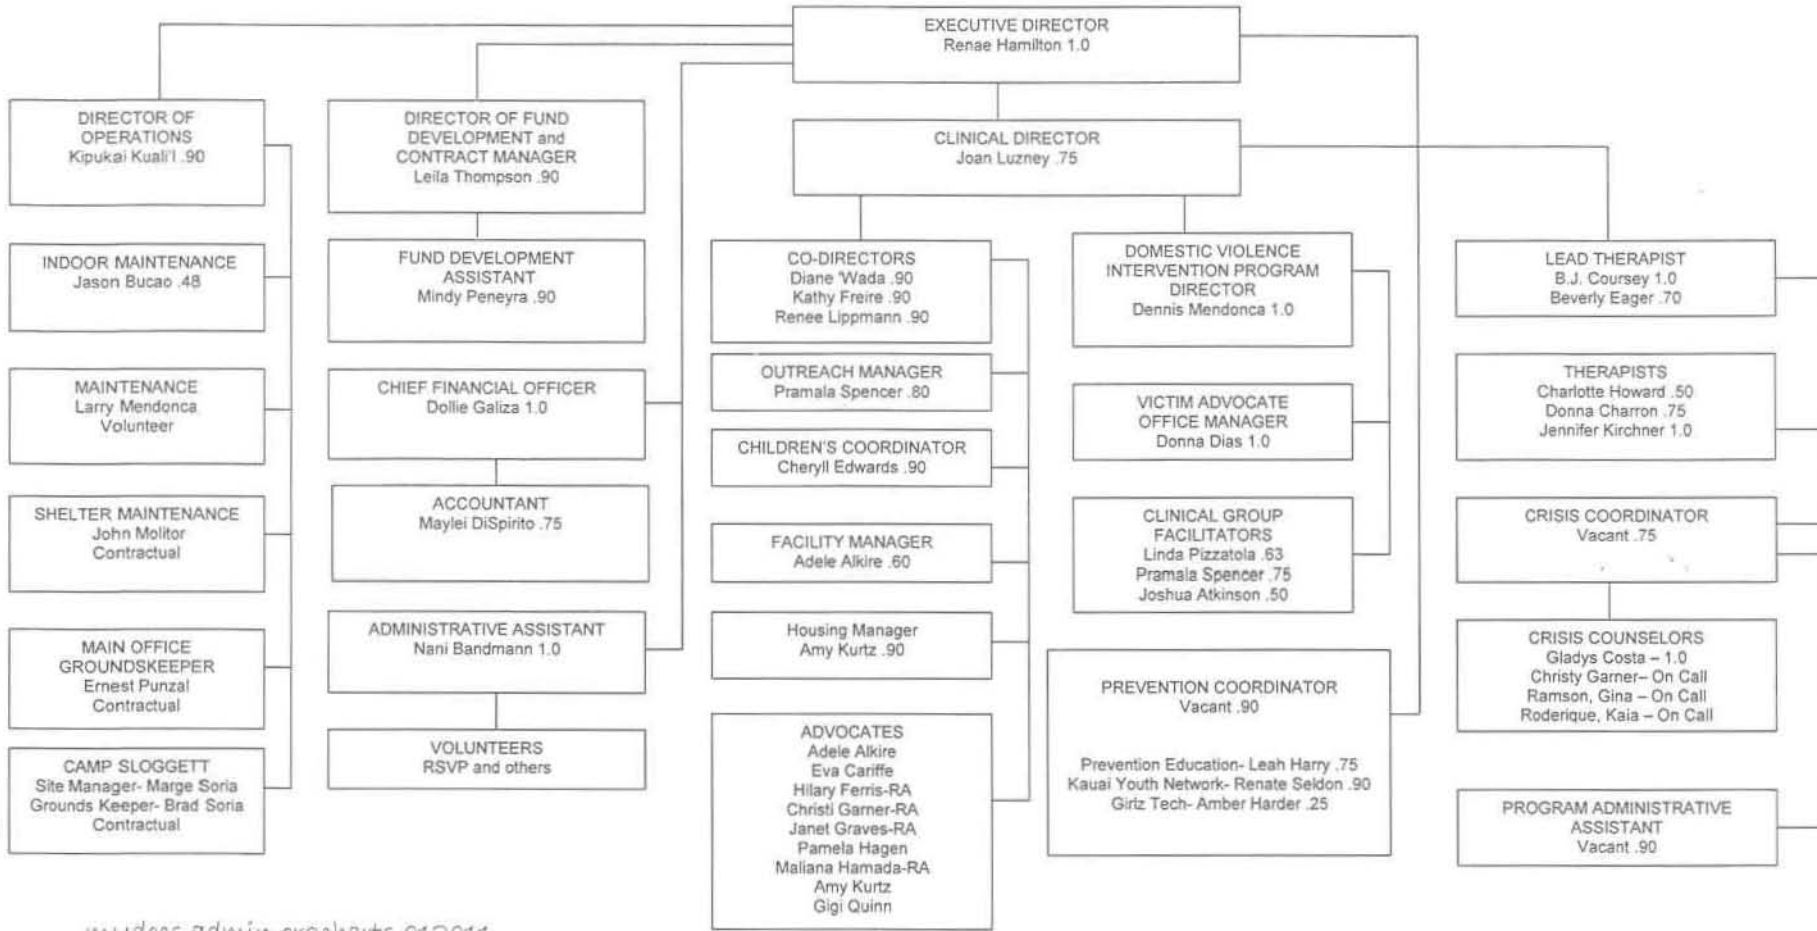 EXECUTIVE DIRECTOR
Renae Hamilton 1.0
DIRECTOR OF
OPERATIONS
Kipukai Kuali'I .90
DIRECTOR OF FUND
DEVELOPMENT and
CONTRACT MANAGER
Leila Thompson .90
CLINICAL DIRECTOR
Joan Luzney .75
INDOOR MAINTENANCE
Jason Bucao .48
MAINTENANCE
Larry Mendonca
Volunteer
SHELTER MAINTENANCE
John Molitor
Contractual
MAIN OFFICE
GROUNDSKEEPER
Ernest Punzal
Contractual
CAMP SLOGGETT
Site Manager- Marge Soria
Grounds Keeper- Brad Soria
Contractual
FUND DEVELOPMENT
ASSISTANT
Mindy Peneyra .90
CHIEF FINANCIAL OFFICER
Dollie Galiza 1.0
ACCOUNTANT
Maylei DiSpirito .75
ADMINISTRATIVE ASSISTANT
Nani Bandmann 1.0
VOLUNTEERS
RSVP and others
CO-DIRECTORS
Diane 'Wada .90
Kathy Freire .90
Renee Lippmann .90
OUTREACH MANAGER
Pramala Spencer .80
CHILDREN'S COORDINATOR
Cheryll Edwards .90
FACILITY MANAGER
Adele Alkire .60
Housing Manager
Amy Kurtz .90
ADVOCATES
Adele Alkire
Eva Cariffe
Hilary Ferris-RA
Christi Garner-RA
Janet Graves-RA
Pamela Hagen
Maliana Hamada-RA
Amy Kurtz
Gigi Quinn
DOMESTIC VIOLENCE
INTERVENTION PROGRAM
DIRECTOR
Dennis Mendonca 1.0
VICTIM ADVOCATE
OFFICE MANAGER
Donna Dias 1.0
CLINICAL GROUP
FACILITATORS
Linda Pizzatola .63
Pramala Spencer .75
Joshua Atkinson .50
PREVENTION COORDINATOR
Vacant .90
Prevention Education- Leah Harry .75
Kauai Youth Network- Renate Seldon .90
Girlz Tech- Amber Harder .25
LEAD THERAPIST
B.J. Coursey 1.0
Beverly Eager .70
THERAPISTS
Charlotte Howard .50
Donna Charron .75
Jennifer Kirchner 1.0
CRISIS COORDINATOR
Vacant .75
CRISIS COUNSELORS
Gladys Costa – 1.0
Christy Garner– On Call
Ramson, Gina – On Call
Roderique, Kaia – On Call
PROGRAM ADMINISTRATIVE
ASSISTANT
Vacant .90